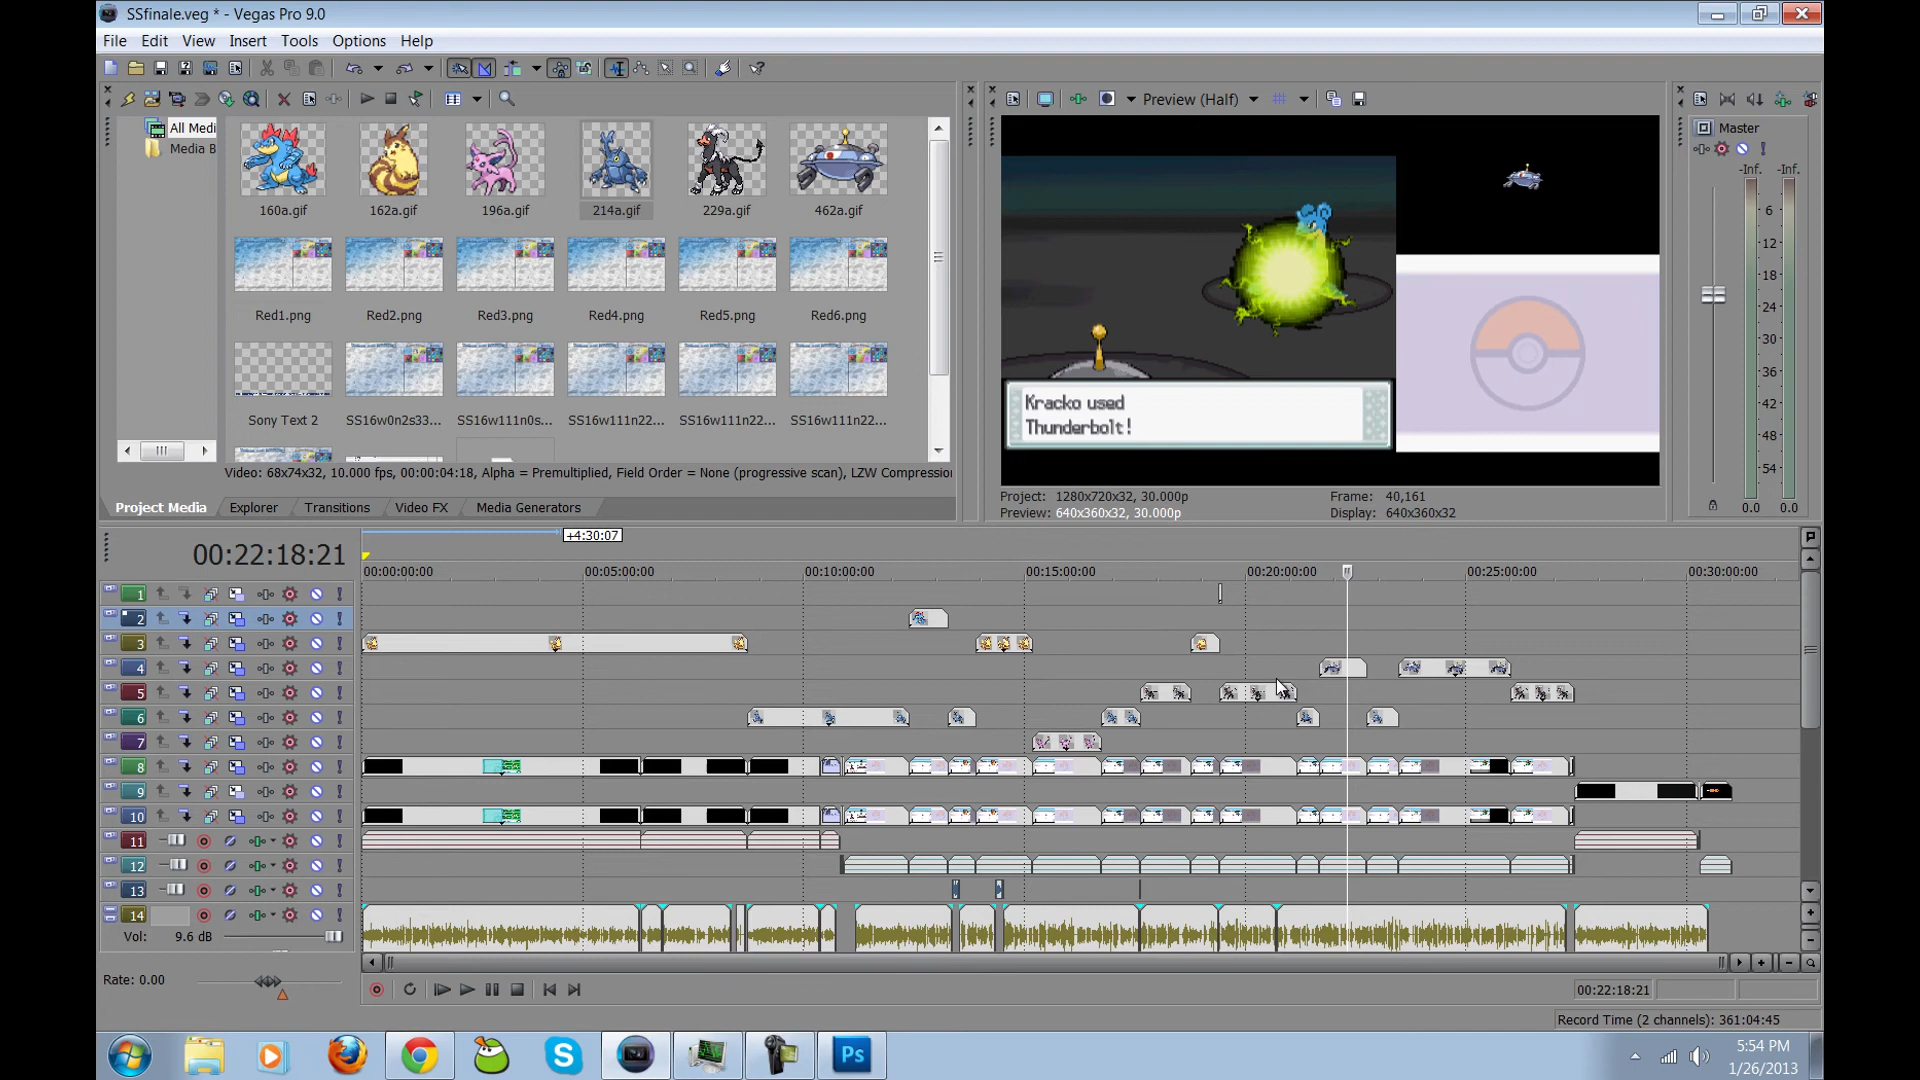 SSfinale.veg * - Vegas Pro 9.0
File Edit View Insert Tools Options Help
All Medi
Media B
160a.gif 162a.gif 196a.gif 214a.gif 229a.gif 462a.gif
Red1.png Red2.png Red3.png Red4.png Red5.png Red6.png
Sony Text 2 SS16w0n2s33... SS16w111n0s... SS16w111n22... SS16w111n22... SS16w111n22...
Video: 68x74x32, 10.000 fps, 00:00:04:18, Alpha = Premultiplied, Field Order = None (progressive scan), LZW Compressio
Project Media Explorer Transitions Video FX Media Generators
Preview (Half)
Kracko used
Thunderbolt!
Project: 1280x720x32, 30.000p Frame: 40,161
Preview: 640x360x32, 30.000p Display: 640x360x32
Master
-Inf. -Inf.
6
12
18
24
30
36
42
48
54
0.0 0.0
+4:30:07
00:22:18:21
00:00:00:00 00:05:00:00 00:10:00:00 00:15:00:00 00:20:00:00 00:25:00:00 00:30:00:00
1
2
3
4
5
6
7
8
9
10
11
12
13
14
Vol: 9.6 dB
Rate: 0.00
00:22:18:21
Record Time (2 channels): 361:04:45
S
Ps
5:54 PM
1/26/2013